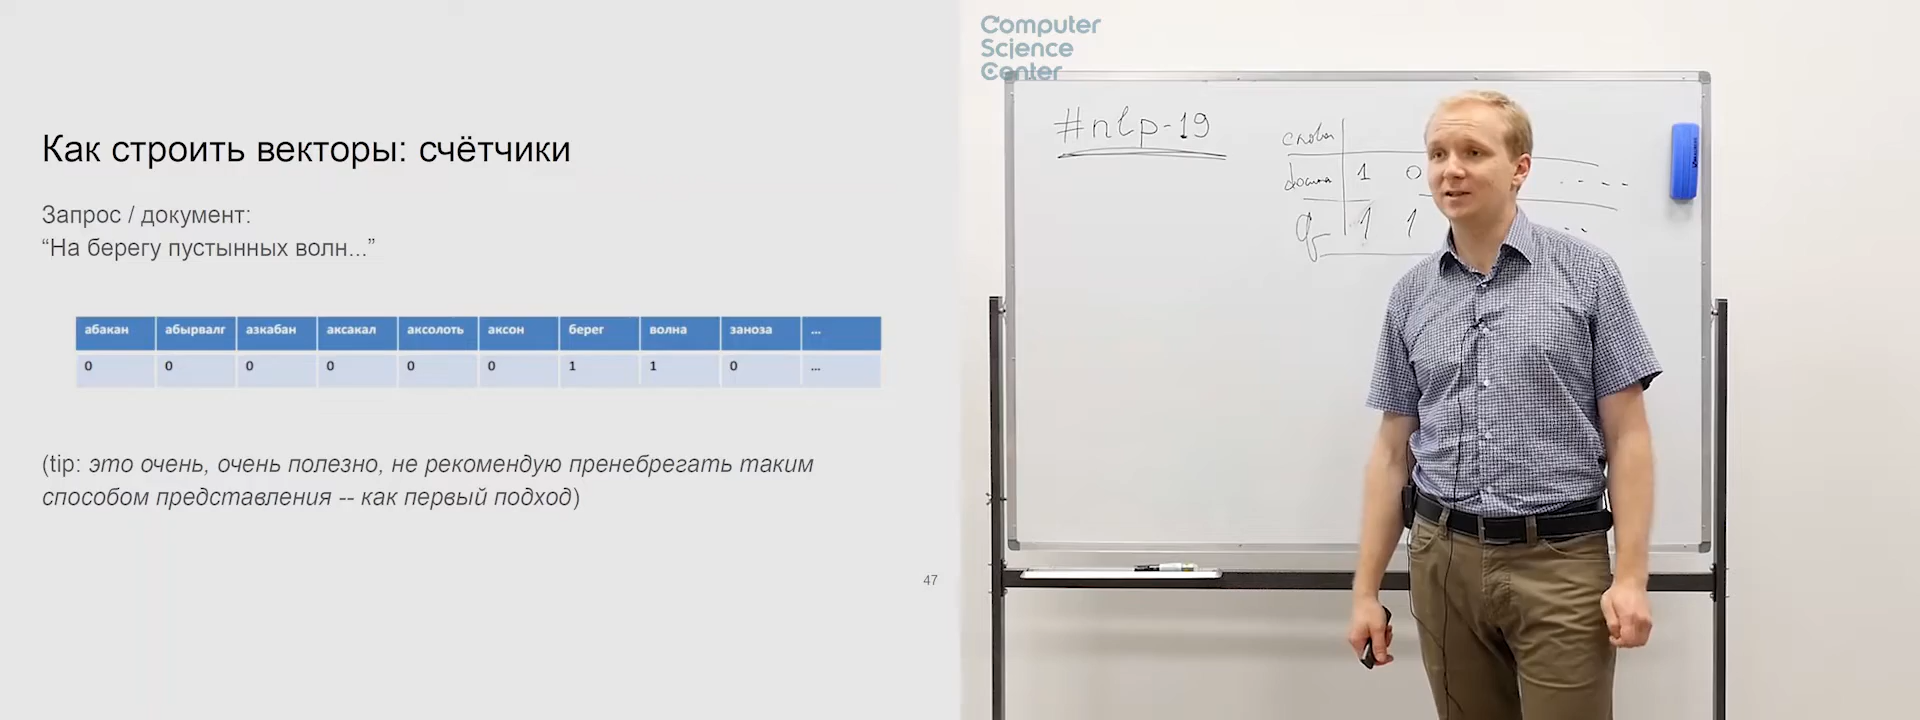 Как строить векторы: счётчики
Запрос / документ:
“На берегу пустынных волн...”
абакан абырвалг азкабан аксакал аксолоть аксон берег волна заноза ...
0 0 0 0 0 0 1 1 0 ...
(tip: это очень, очень полезно, не рекомендую пренебрегать таким
способом представления -- как первый подход)
47
Computer
Science
Center
#nlp-19
слова
1 0
q 1 1